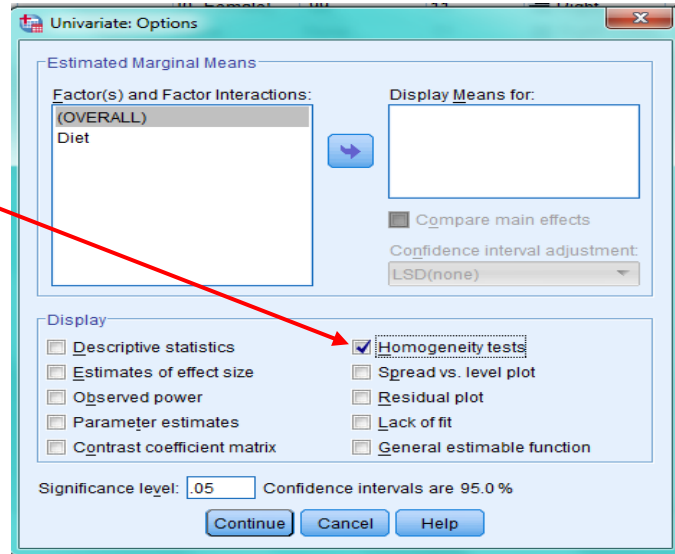 Univariate: Options
Estimated Marginal Means
Factor(s) and Factor Interactions:
(OVERALL)
Diet
Display Means for:
Compare main effects
Confidence interval adjustment:
LSD(none)
Display
Descriptive statistics
Homogeneity tests
Estimates of effect size
Spread vs. level plot
Observed power
Residual plot
Parameter estimates
Lack of fit
Contrast coefficient matrix
General estimable function
Significance level: .05 Confidence intervals are 95.0 %
Continue Cancel Help